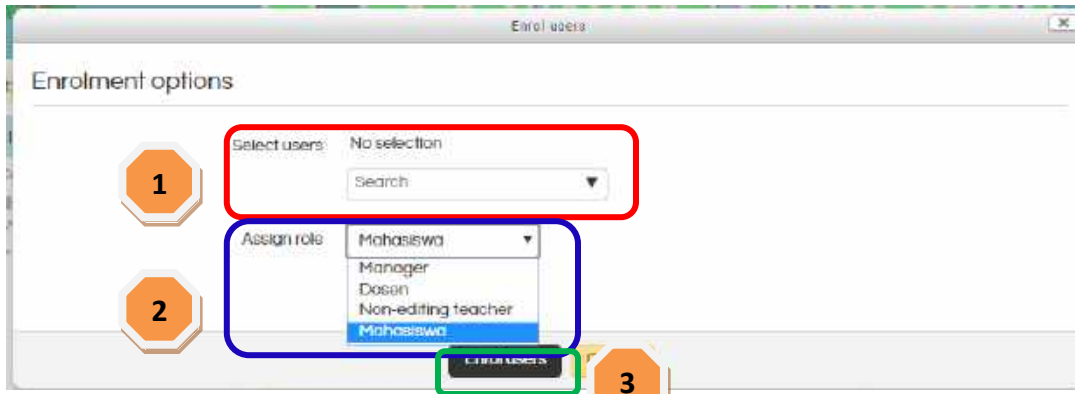 Enrol users
Enrolment options
1
Select users
No selection
Search
Assign role
Mahasiswa
Manager
Dosen
Non-editing teacher
Mahasiswa
2
Enrol users
3